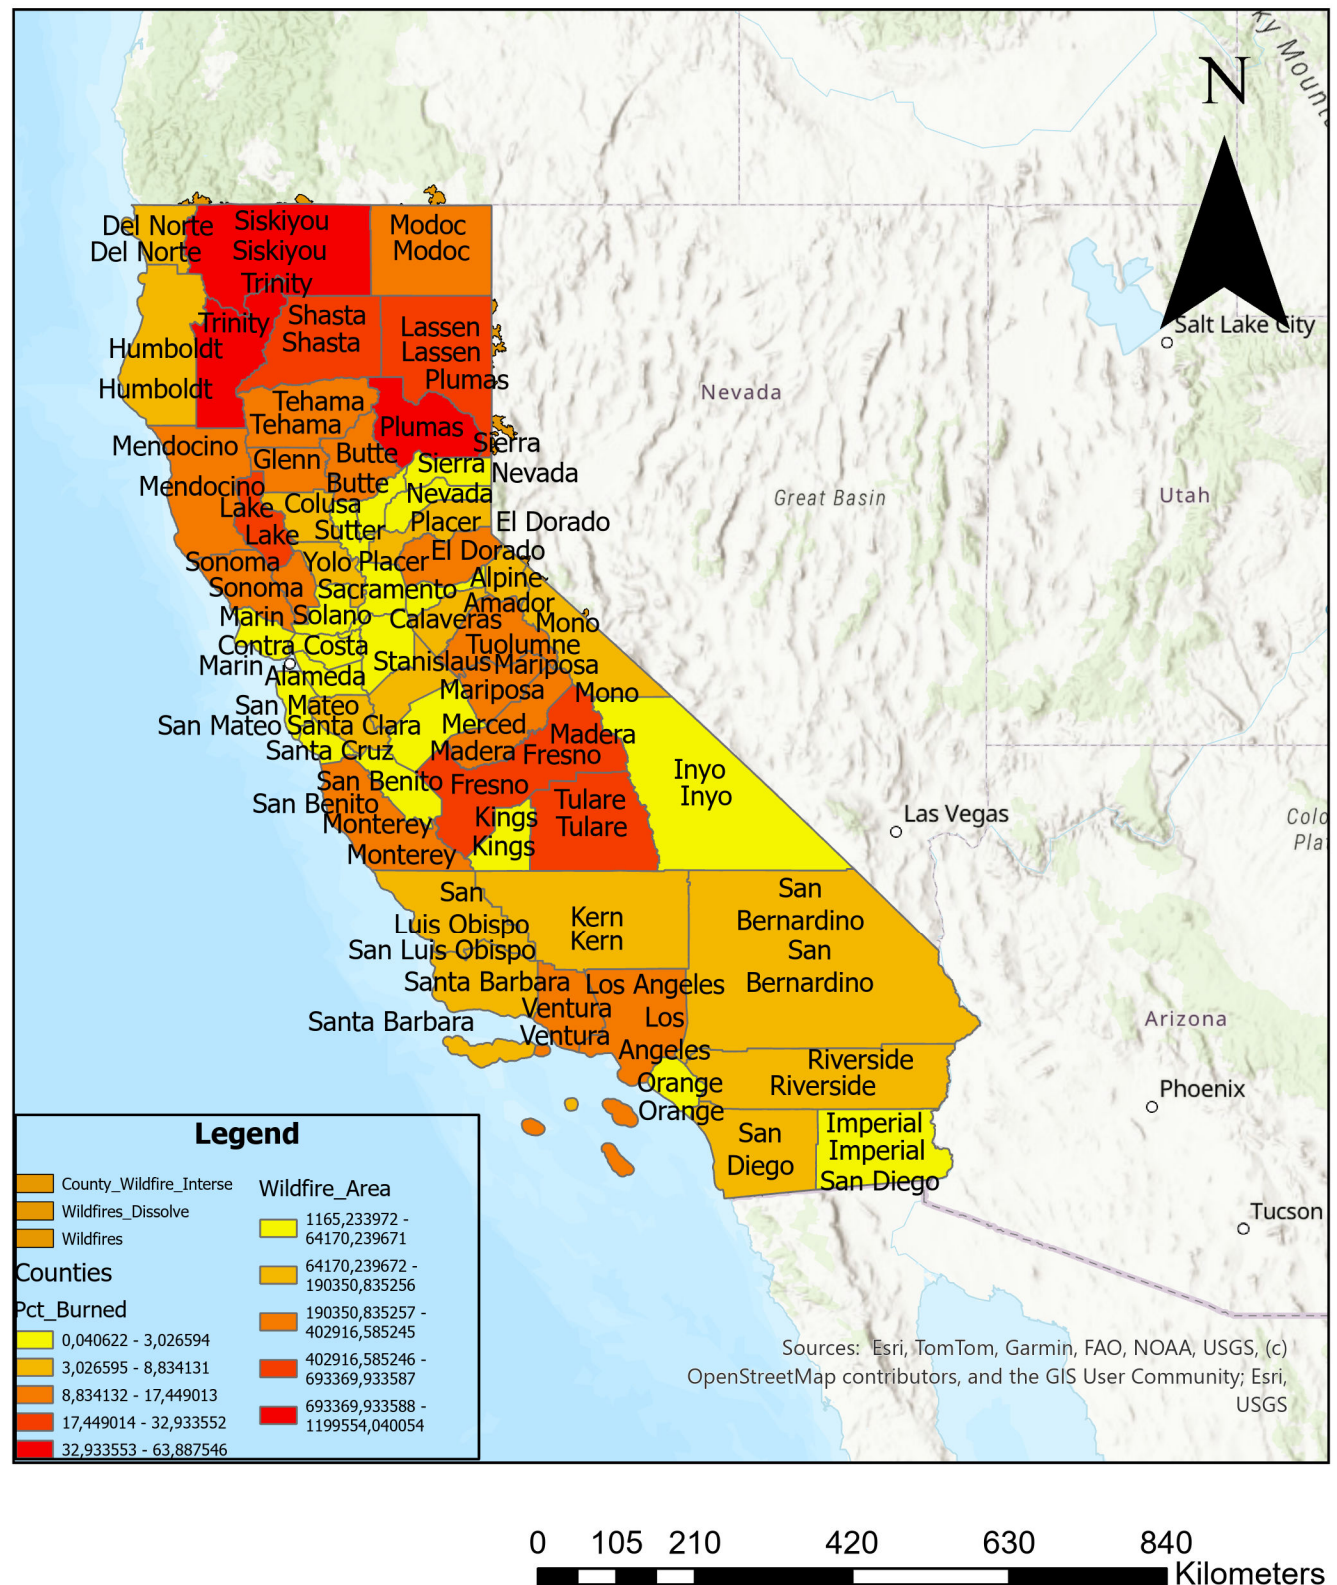 ky Mount
N
Del Norte
Siskiyou
Modoc
Del Norte
Siskiyou
Modoc
Trinity
Trinity
Shasta
Lassen
Salt Lake City
Humboldt
Shasta
Lassen
Humboldt
Plumas
Nevada
Tehama
Tehama
Plumas
Mendocino
Butte
Sierra
Glenn
Sierra
Nevada
Mendocino
Butte
Nevada
Great Basin
Utah
Lake
Colusa
Placer
El Dorado
Lake
Sutter
Sonoma
Yolo
Placer
El Dorado
Sonoma
Sacramento
Alpine
Marin
Solano
Calaveras
Amador
Mono
Contra Costa
Tuolumne
Marin
Stanislaus
Mariposa
Alameda
Mariposa
Mono
San Mateo
San Mateo
Santa Clara
Merced
Madera
Santa Cruz
Madera
Fresno
Inyo
San Benito
Fresno
Inyo
San Benito
Tulare
Las Vegas
Colo
Monterey
Kings
Tulare
Plat
Monterey
Kings
San
Luis Obispo
Kern
San
Bernardino
San Luis Obispo
Kern
San
Bernardino
Santa Barbara
Los Angeles
Ventura
Los
Santa Barbara
Ventura
Angeles
Arizona
Riverside
Orange
Riverside
Phoenix
Orange
San
Diego
Imperial
Imperial
San Diego
Tucson
Legend
County_Wildfire_Interse
Wildfires_Dissolve
Wildfires
Counties
Pct_Burned
0,040622 - 3,026594
3,026595 - 8,834131
8,834132 - 17,449013
17,449014 - 32,933552
32,933553 - 63,887546
Wildfire_Area
1165,233972 -
64170,239671
64170,239672 -
190350,835256
190350,835257 -
402916,585245
402916,585246 -
693369,933587
693369,933588 -
1199554,040054
Sources: Esri, TomTom, Garmin, FAO, NOAA, USGS, (c)
OpenStreetMap contributors, and the GIS User Community; Esri,
USGS
0 105 210 420 630 840
Kilometers